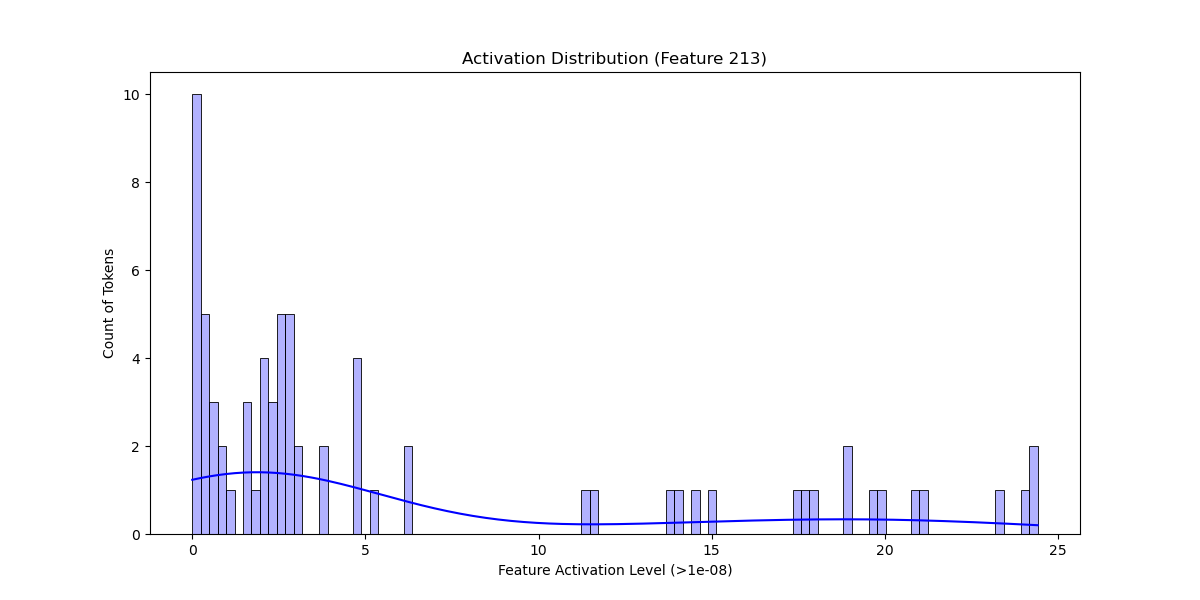 Activation Distribution (Feature 213)
10
8
6
4
2
0
Count of Tokens
0 5 10 15 20 25
Feature Activation Level (>1e-08)